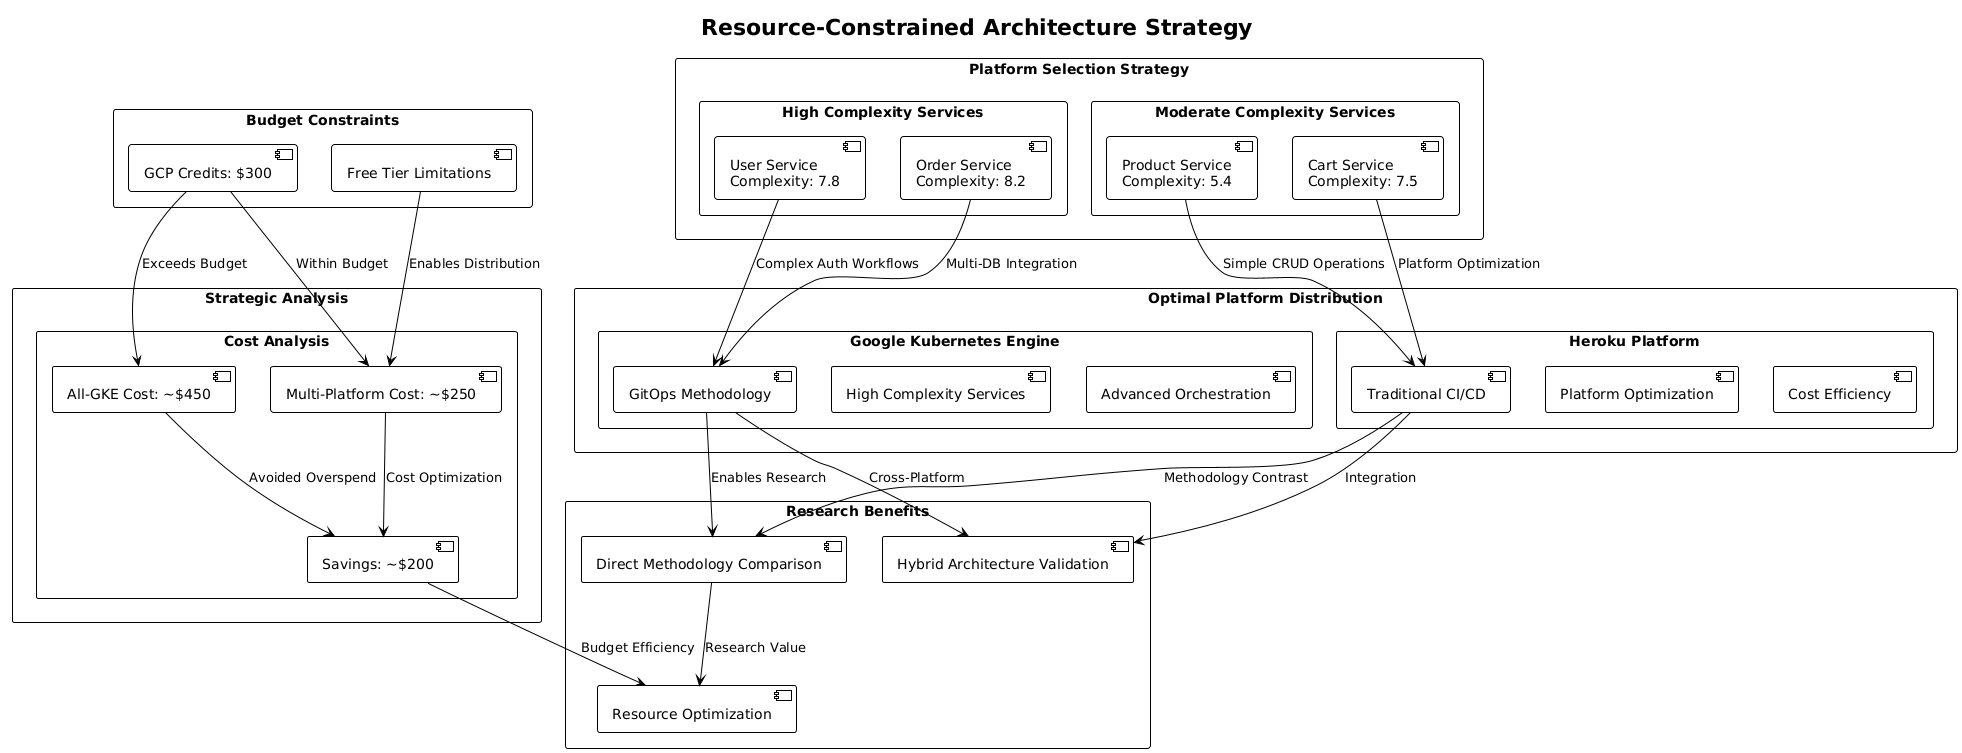 Resource-Constrained Architecture Strategy
Platform Selection Strategy
Budget Constraints
High Complexity Services
Moderate Complexity Services
GCP Credits: $300
Free Tier Limitations
User Service
Complexity: 7.8
Order Service
Complexity: 8.2
Product Service
Complexity: 5.4
Cart Service
Complexity: 7.5
Exceeds Budget
Within Budget
Enables Distribution
Complex Auth Workflows
Multi-DB Integration
Simple CRUD Operations
Platform Optimization
Strategic Analysis
Cost Analysis
All-GKE Cost: ~$450
Multi-Platform Cost: ~$250
Avoided Overspend
Cost Optimization
Savings: ~$200
Optimal Platform Distribution
Google Kubernetes Engine
GitOps Methodology
High Complexity Services
Advanced Orchestration
Heroku Platform
Traditional CI/CD
Platform Optimization
Cost Efficiency
Enables Research
Cross-Platform
Methodology Contrast
Integration
Research Benefits
Direct Methodology Comparison
Hybrid Architecture Validation
Budget Efficiency
Research Value
Resource Optimization